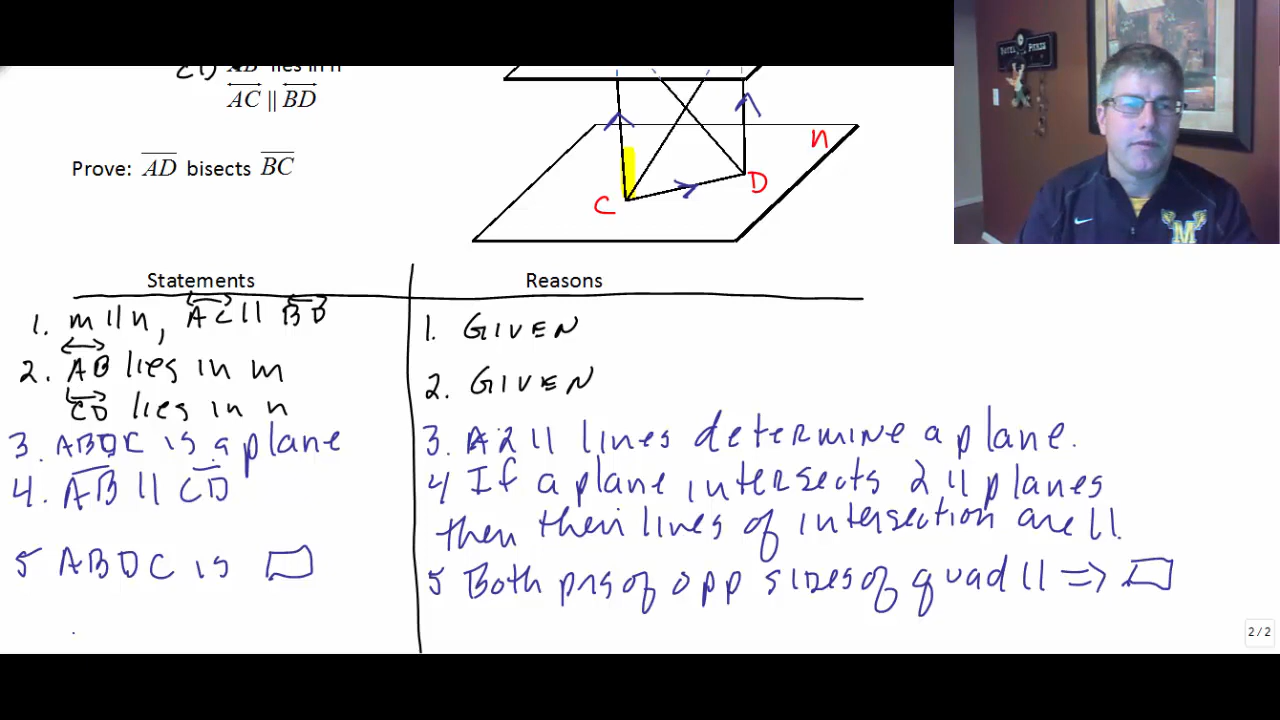 CD
lies in n
AC || BD
Prove: AD bisects BC
n
C
D
M
Statements
Reasons
1. m || n, AC || BD
1. GIVEN
2. AB lies in m
CD lies in n
2. GIVEN
3. ABDC is a plane
3. A 2 || lines determine a plane.
4. AB || CD
4 If a plane intersects 2 || planes
then their lines of intersection are ||.
5 ABDC is ▱
5 Both prs of opp sides of quad || => ▱
2/2